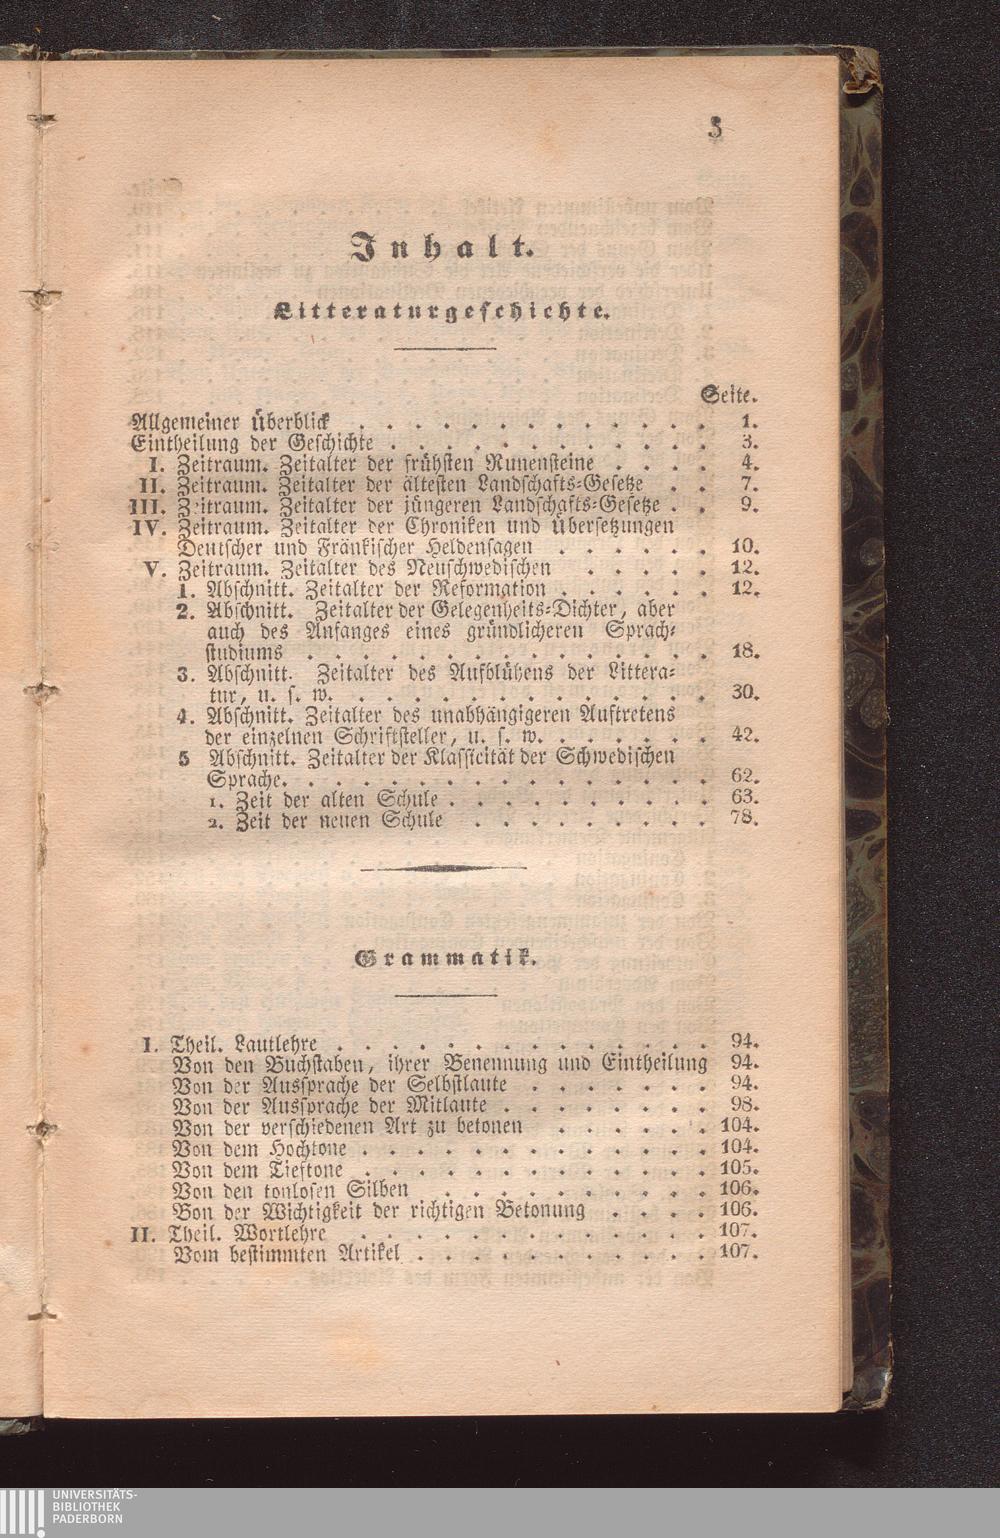 5
Inhalt.
Litteraturgeschichte.
Seite.
Allgemeiner Überblick . . . . . . . . . . . . . 1.
Eintheilung der Geschichte . . . . . . . . . . . . 3.
I. Zeitraum. Zeitalter der frühsten Runensteine . . . . 4.
II. Zeitraum. Zeitalter der ältesten Landschafts-Gesetze . . 7.
III. Zeitraum. Zeitalter der jüngeren Landschafts-Gesetze . . 9.
IV. Zeitraum. Zeitalter der Chroniken und Übersetzungen
Deutscher und Fränkischer Heldensagen . . . . . . 10.
V. Zeitraum. Zeitalter des Neuschwedischen . . . . . 12.
1. Abschnitt. Zeitalter der Reformation . . . . . . 12.
2. Abschnitt. Zeitalter der Gelegenheits-Dichter, aber
auch des Anfanges eines gründlicheren Sprach-
studiums . . . . . . . . . . . . . . . 18.
3. Abschnitt. Zeitalter des Aufblühens der Littera-
tur, u. s. w. . . . . . . . . . . . . . . 30.
4. Abschnitt. Zeitalter des unabhängigeren Auftretens
der einzelnen Schriftsteller, u. s. w. . . . . . . 42.
5 Abschnitt. Zeitalter der Klassicität der Schwedischen
Sprache. . . . . . . . . . . . . . . . 62.
1. Zeit der alten Schule . . . . . . . . . . 63.
2. Zeit der neuen Schule . . . . . . . . . 78.
Grammatik.
I. Theil. Lautlehre . . . . . . . . . . . . . . 94.
Von den Buchstaben, ihrer Benennung und Eintheilung 94.
Von der Aussprache der Selbstlaute . . . . . . . 94.
Von der Aussprache der Mitlaute . . . . . . . . 98.
Von der verschiedenen Art zu betonen . . . . . . 104.
Von dem Hochtone . . . . . . . . . . . . . 104.
Von dem Tieftone . . . . . . . . . . . . . 105.
Von den tonlosen Silben . . . . . . . . . . 106.
Von der Wichtigkeit der richtigen Betonung . . . . 106.
II. Theil. Wortlehre . . . . . . . . . . . . . 107.
Vom bestimmten Artikel . . . . . . . . . . . 107.
UNIVERSITÄTS-
BIBLIOTHEK
PADERBORN